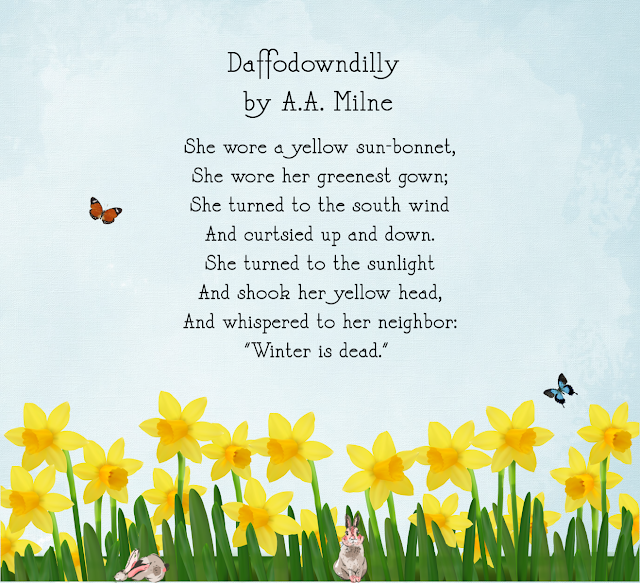 Daffodowndilly
by A.A. Milne
She wore a yellow sun-bonnet,
She wore her greenest gown;
She turned to the south wind
And curtsied up and down.
She turned to the sunlight
And shook her yellow head,
And whispered to her neighbor:
"Winter is dead."